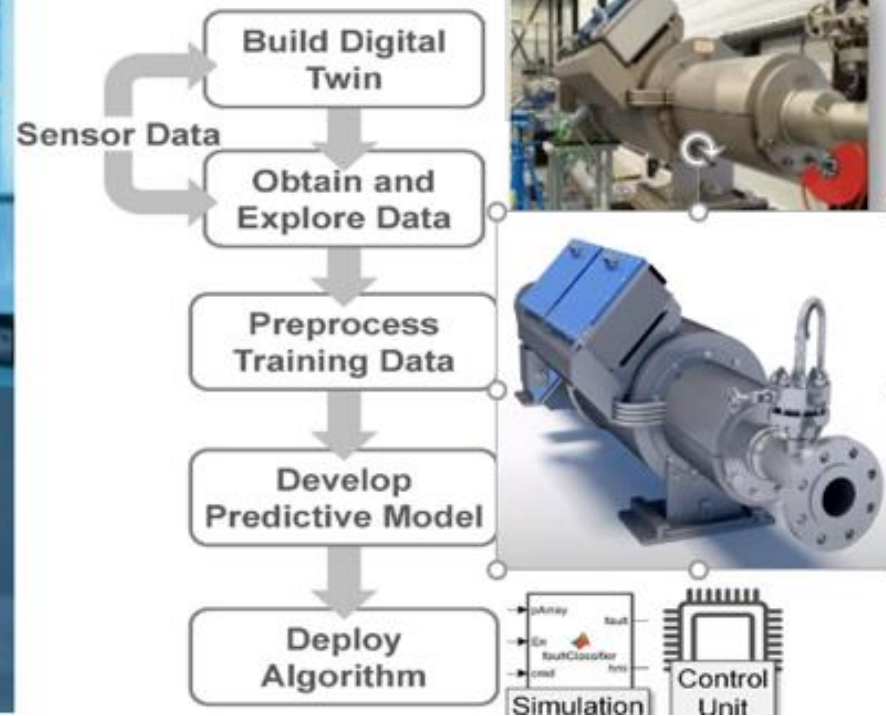 Build Digital
Twin
Sensor Data
Obtain and
Explore Data
Preprocess
Training Data
Develop
Predictive Model
Deploy
Algorithm
pArray
fault
En
faultClassifier
cmd
Simulation
Control
Unit